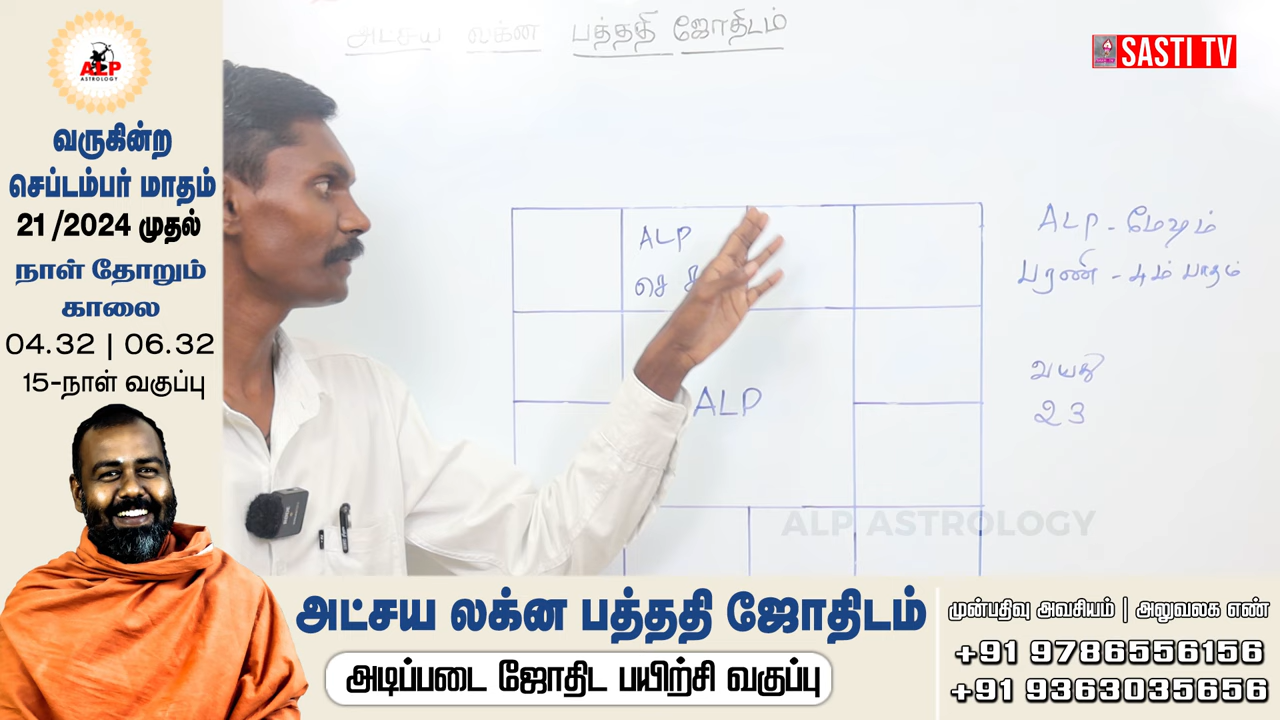 ALP
ASTROLOGY
வருகின்ற
செப்டம்பர் மாதம்
21 /2024 முதல்
நாள் தோறும்
காலை
04.32 | 06.32
15-நாள் வகுப்பு
அட்சய லக்ன பத்ததி ஜோதிடம்
SASTI TV
ALP
செ
ALP
ALP - மேஷம்
பரணி - 4ம் பாதம்
வயது
23
ALP ASTROLOGY
அட்சய லக்ன பத்ததி ஜோதிடம்
அடிப்படை ஜோதிட பயிற்சி வகுப்பு
முன்பதிவு அவசியம் | அலுவலக எண்
+91 9786556156
+91 9363035656